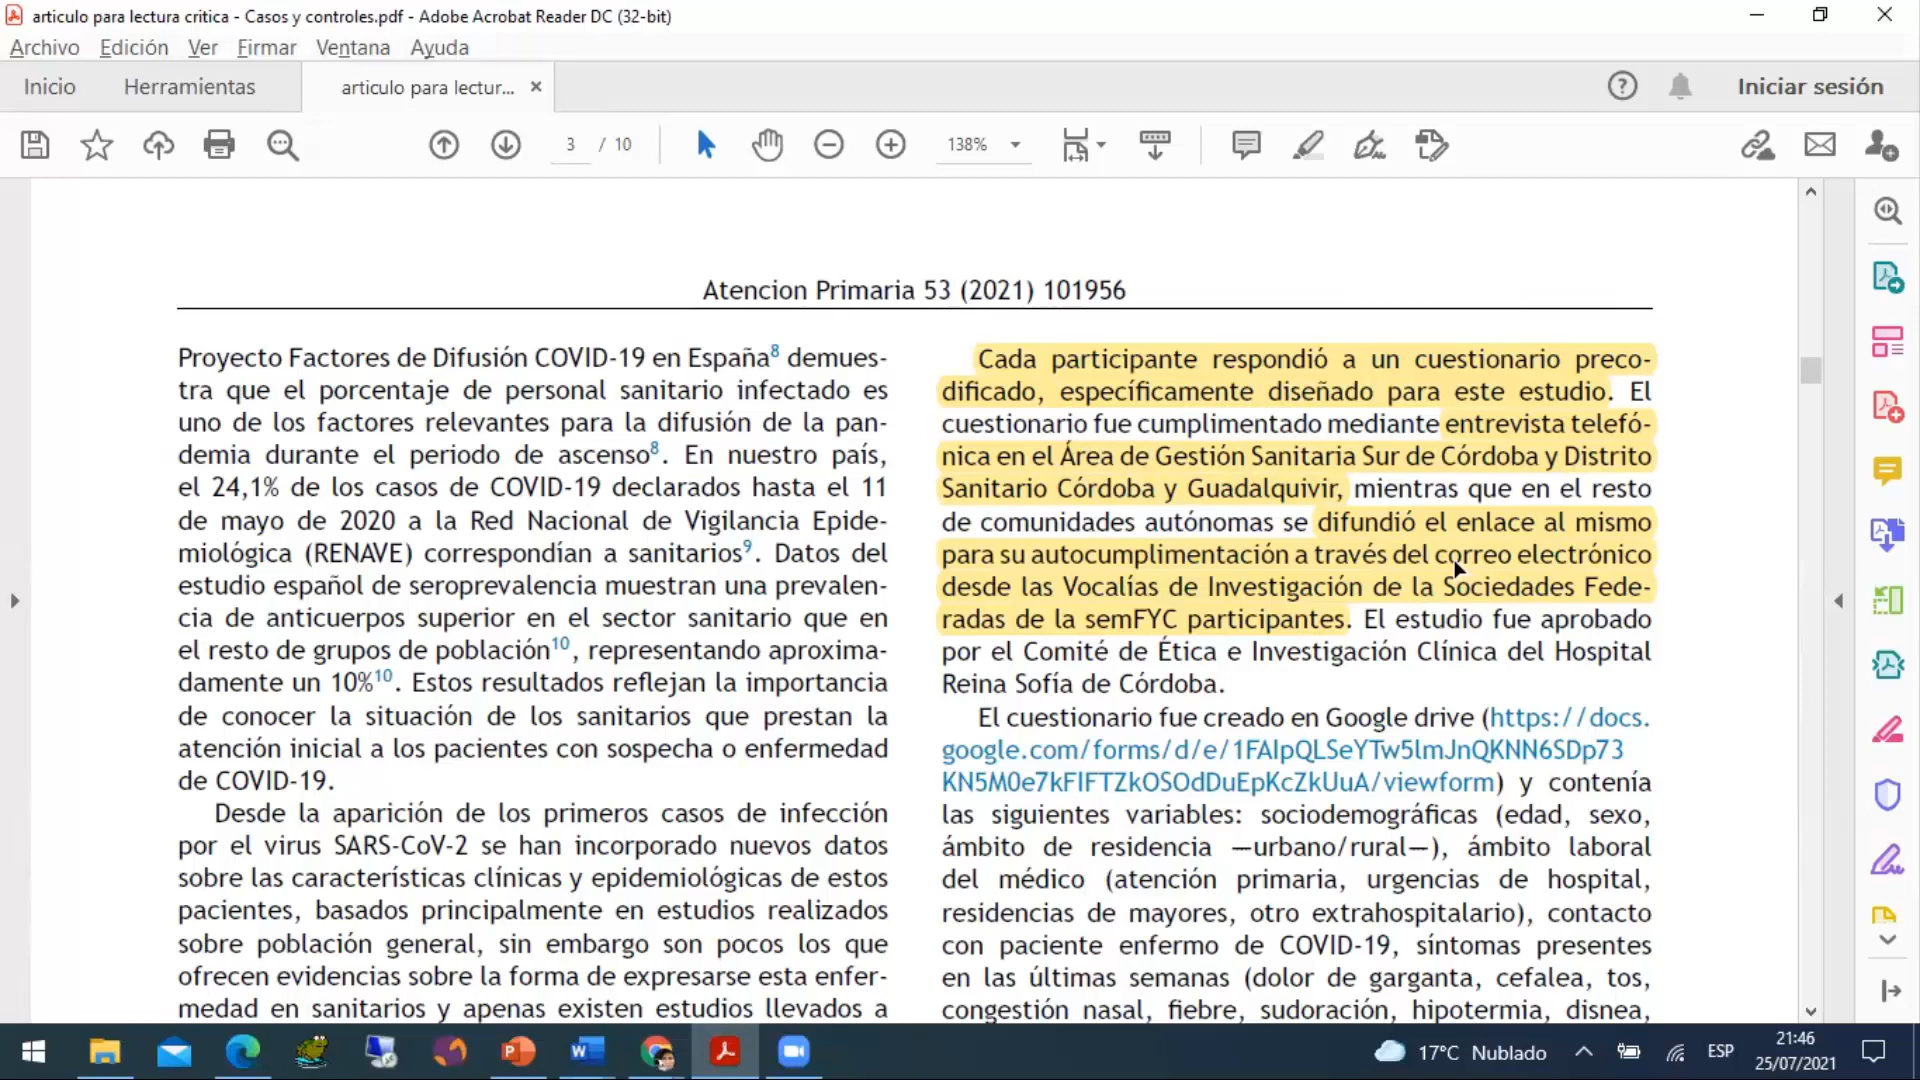 articulo para lectura critica - Casos y controles.pdf - Adobe Acrobat Reader DC (32-bit)
Archivo Edición Ver Firmar Ventana Ayuda
Inicio Herramientas articulo para lectur... × Iniciar sesión
3 / 10 138%
Atencion Primaria 53 (2021) 101956
Proyecto Factores de Difusión COVID-19 en España8 demues-
tra que el porcentaje de personal sanitario infectado es
uno de los factores relevantes para la difusión de la pan-
demia durante el periodo de ascenso8. En nuestro país,
el 24,1% de los casos de COVID-19 declarados hasta el 11
de mayo de 2020 a la Red Nacional de Vigilancia Epide-
miológica (RENAVE) correspondían a sanitarios9. Datos del
estudio español de seroprevalencia muestran una prevalen-
cia de anticuerpos superior en el sector sanitario que en
el resto de grupos de población10, representando aproxima-
damente un 10%10. Estos resultados reflejan la importancia
de conocer la situación de los sanitarios que prestan la
atención inicial a los pacientes con sospecha o enfermedad
de COVID-19.
Desde la aparición de los primeros casos de infección
por el virus SARS-CoV-2 se han incorporado nuevos datos
sobre las características clínicas y epidemiológicas de estos
pacientes, basados principalmente en estudios realizados
sobre población general, sin embargo son pocos los que
ofrecen evidencias sobre la forma de expresarse esta enfer-
medad en sanitarios y apenas existen estudios llevados a
Cada participante respondió a un cuestionario preco-
dificado, específicamente diseñado para este estudio. El
cuestionario fue cumplimentado mediante entrevista telefó-
nica en el Área de Gestión Sanitaria Sur de Córdoba y Distrito
Sanitario Córdoba y Guadalquivir, mientras que en el resto
de comunidades autónomas se difundió el enlace al mismo
para su autocumplimentación a través del correo electrónico
desde las Vocalías de Investigación de la Sociedades Fede-
radas de la semFYC participantes. El estudio fue aprobado
por el Comité de Ética e Investigación Clínica del Hospital
Reina Sofía de Córdoba.
El cuestionario fue creado en Google drive (https://docs.
google.com/forms/d/e/1FAIpQLSeYTw5lmJnQKNN6SDp73
KN5M0e7kFIFTZkOSOdDuEpKcZkUuA/viewform) y contenía
las siguientes variables: sociodemográficas (edad, sexo,
ámbito de residencia —urbano/rural—), ámbito laboral
del médico (atención primaria, urgencias de hospital,
residencias de mayores, otro extrahospitalario), contacto
con paciente enfermo de COVID-19, síntomas presentes
en las últimas semanas (dolor de garganta, cefalea, tos,
congestión nasal, fiebre, sudoración, hipotermia, disnea,
17°C Nublado ESP 21:46
25/07/2021